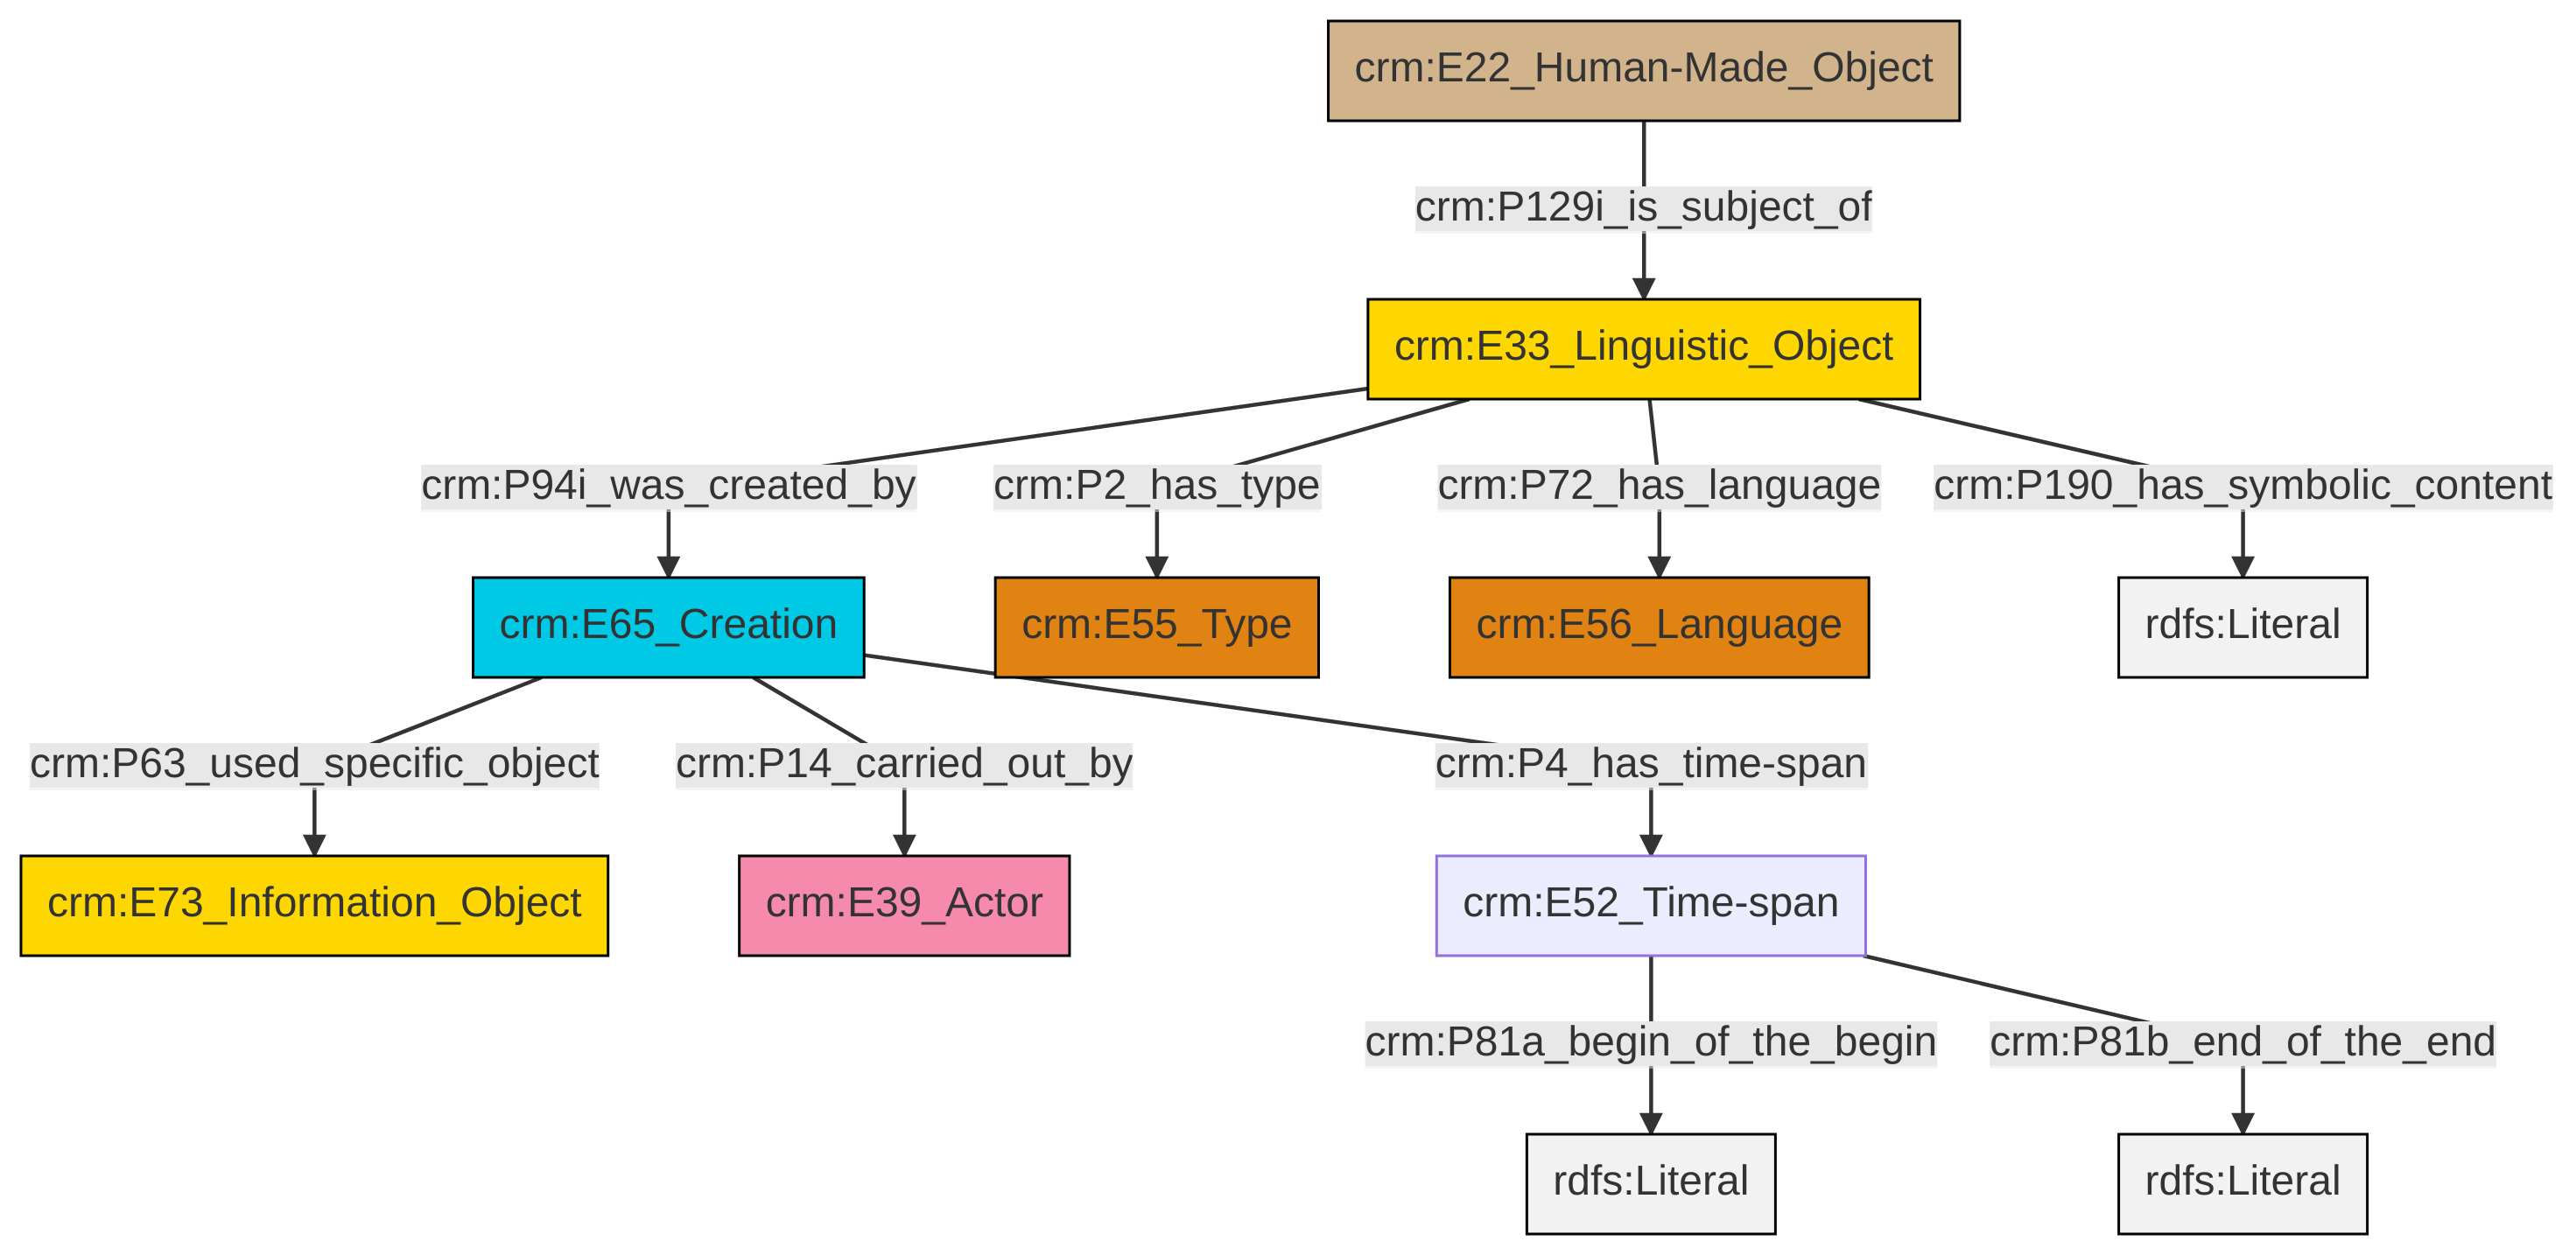 crm:E22_Human-Made_Object
crm:P129i_is_subject_of
crm:E33_Linguistic_Object
crm:P94i_was_created_by
crm:P2_has_type
crm:P72_has_language
crm:P190_has_symbolic_content
crm:E65_Creation
crm:E55_Type
crm:E56_Language
rdfs:Literal
crm:P63_used_specific_object
crm:P14_carried_out_by
crm:P4_has_time-span
crm:E73_Information_Object
crm:E39_Actor
crm:E52_Time-span
crm:P81a_begin_of_the_begin
crm:P81b_end_of_the_end
rdfs:Literal
rdfs:Literal